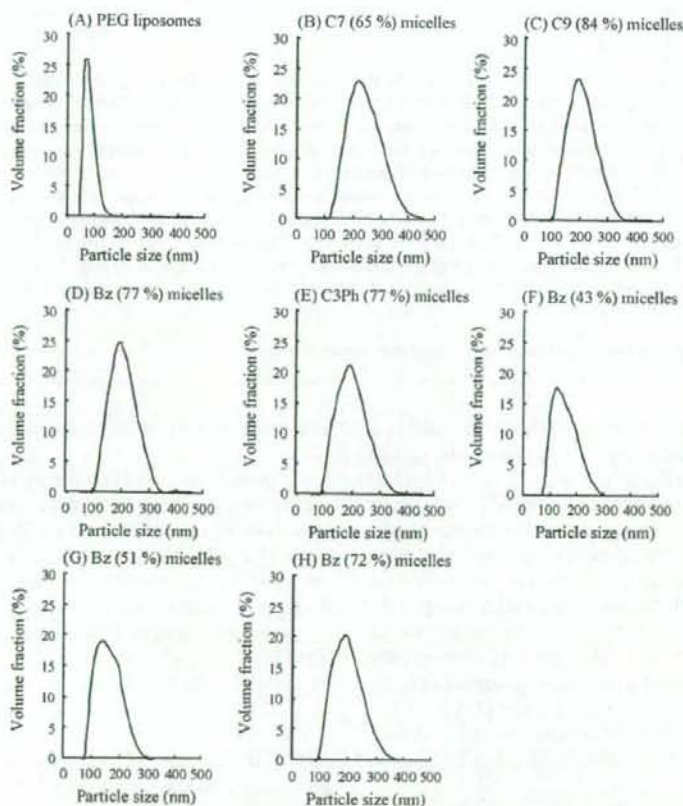 (A) PEG liposomes
30
25
20
15
10
5
0
Volume fraction (%)
0 100 200 300 400 500
Particle size (nm)
(B) C7 (65 %) micelles
30
25
20
15
10
5
0
Volume fraction (%)
0 100 200 300 400 500
Particle size (nm)
(C) C9 (84 %) micelles
30
25
20
15
10
5
0
Volume fraction (%)
0 100 200 300 400 500
Particle size (nm)
(D) Bz (77 %) micelles
30
25
20
15
10
5
0
Volume fraction (%)
0 100 200 300 400 500
Particle size (nm)
(E) C3Ph (77 %) micelles
30
25
20
15
10
5
0
Volume fraction (%)
0 100 200 300 400 500
Particle size (nm)
(F) Bz (43 %) micelles
30
25
20
15
10
5
0
Volume fraction (%)
0 100 200 300 400 500
Particle size (nm)
(G) Bz (51 %) micelles
30
25
20
15
10
5
0
Volume fraction (%)
0 100 200 300 400 500
Particle size (nm)
(H) Bz (72 %) micelles
30
25
20
15
10
5
0
Volume fraction (%)
0 100 200 300 400 500
Particle size (nm)